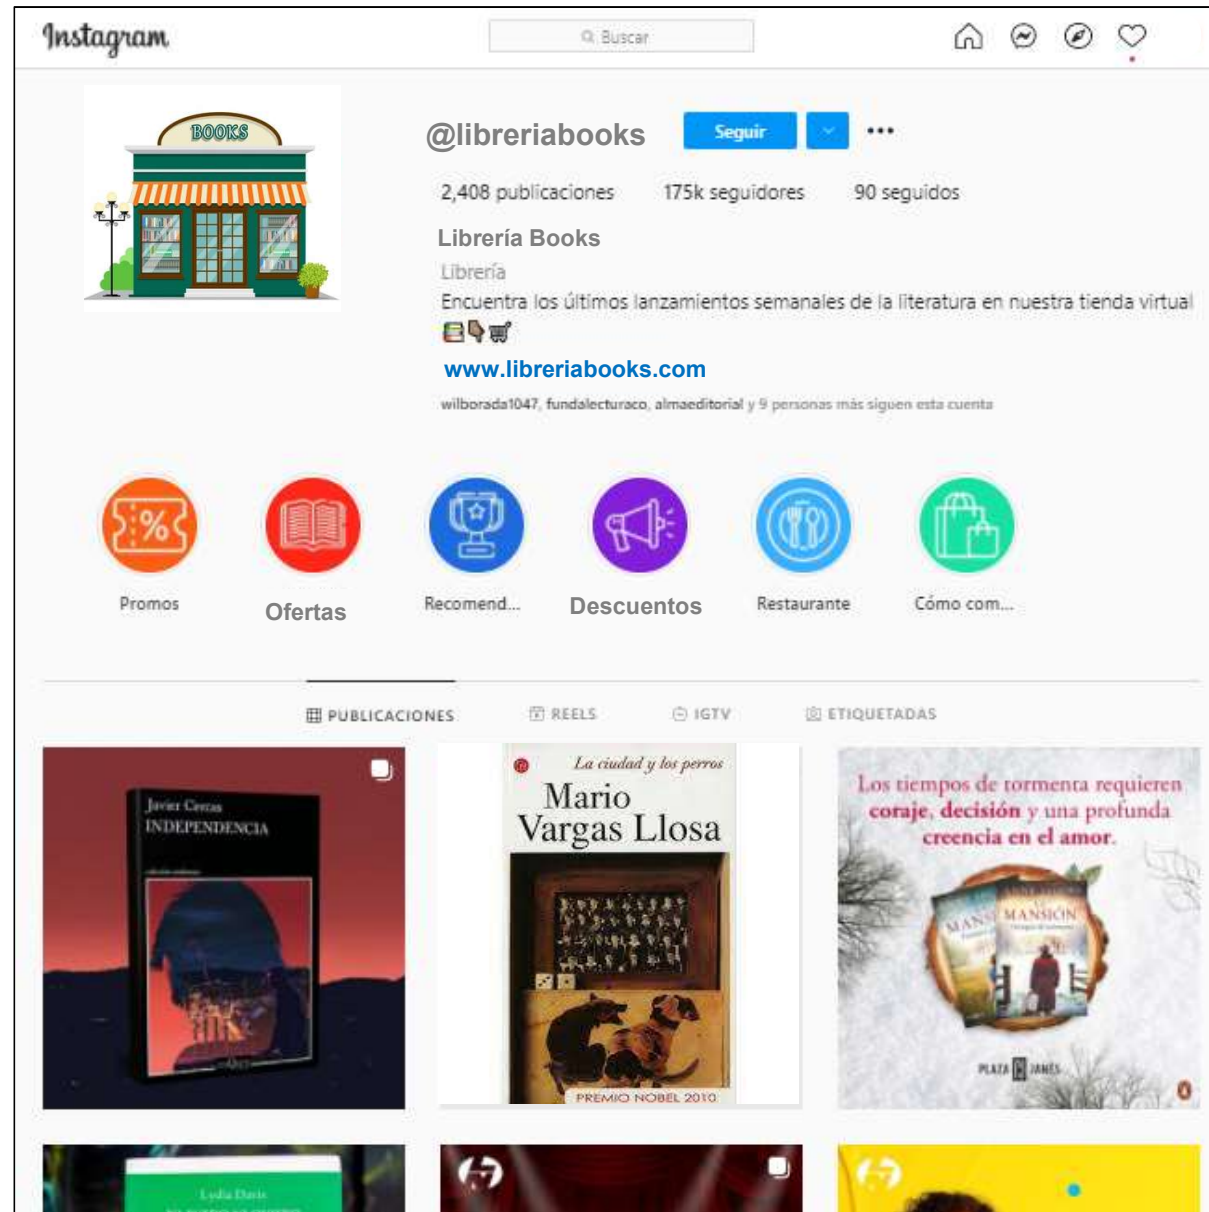 Instagram
Buscar
BOOKS
@libreriabooks
Seguir
2,408 publicaciones 175k seguidores 90 seguidos
Librería Books
Librería
Encuentra los últimos lanzamientos semanales de la literatura en nuestra tienda virtual
www.libreriabooks.com
wilborada1047, fundalecturaco, almaeditorial y 9 personas más siguen esta cuenta
Promos
Ofertas
Recomend...
Descuentos
Restaurante
Cómo com...
PUBLICACIONES
REELS
IGTV
ETIQUETADAS
Javier Cercas
INDEPENDENCIA
La ciudad y los perros
Mario
Vargas Llosa
PREMIO NOBEL 2010
Los tiempos de tormenta requieren
coraje, decisión y una profunda
creencia en el amor.
MANSIÓN
PLAZA JANÉS
Lydia Davis